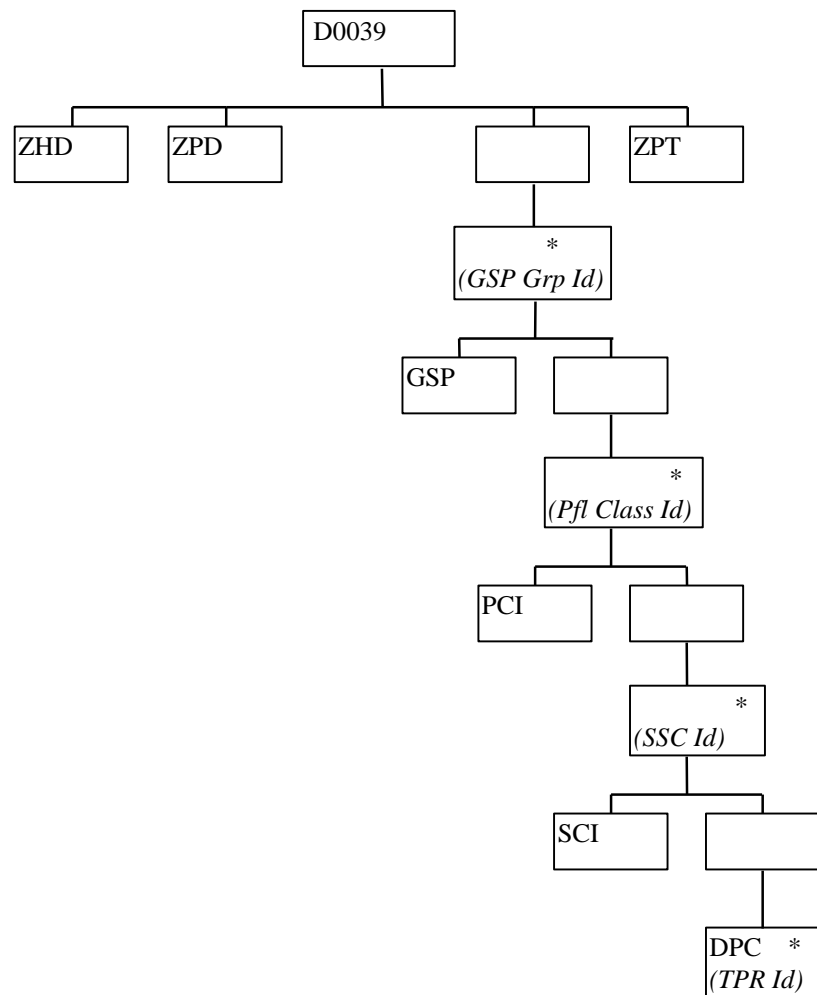 D0039
ZHD
ZPD
ZPT
*
(GSP Grp Id)
GSP
*
(Pfl Class Id)
PCI
*
(SSC Id)
SCI
DPC *
(TPR Id)